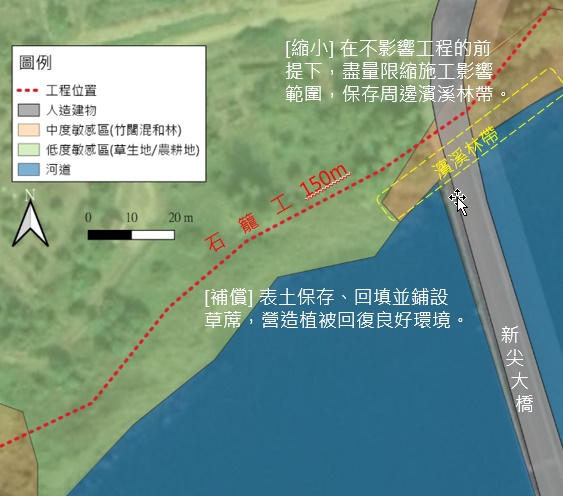 [縮小] 在不影響工程的前
提下，盡量限縮施工影響
範圍，保存周邊濱溪林帶。
圖例
工程位置
人造建物
中度敏感區(竹闊混和林)
低度敏感區(草生地/農耕地)
河道
濱溪林帶
N
0 10 20 m
石籠工 150m
[補償] 表土保存、回填並鋪設
草蓆，營造植被回復良好環境。
新尖大橋